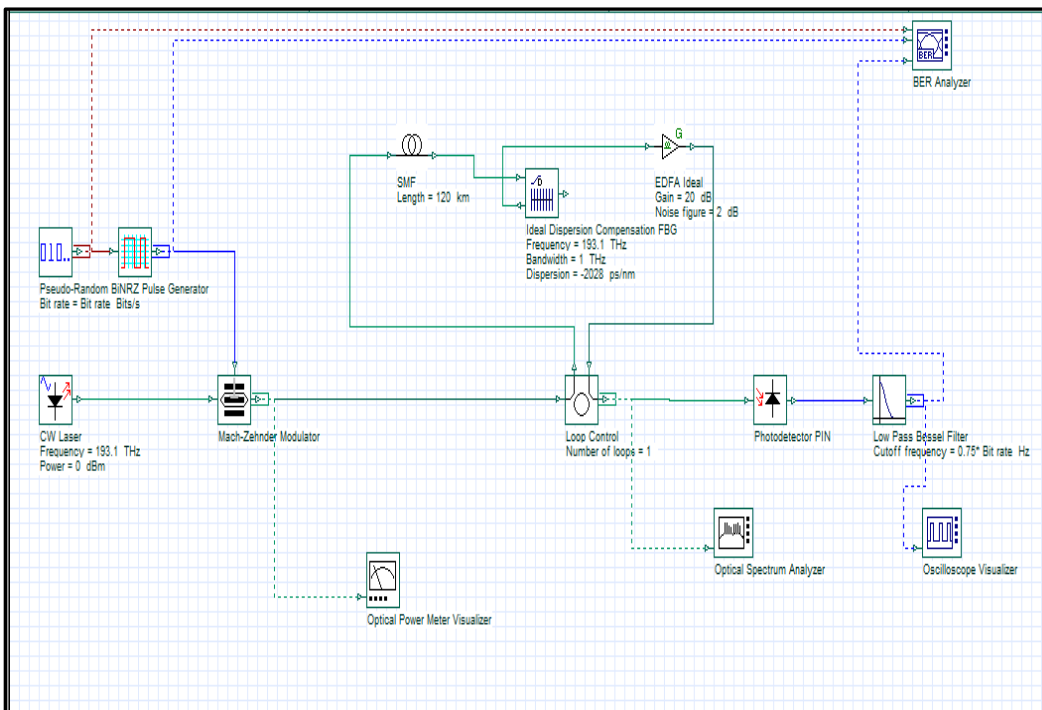 BER
BER Analyzer
G
SMF
Length = 120 km
EDFA Ideal
Gain = 20 dB
Noise figure = 2 dB
Ideal Dispersion Compensation FBG
Frequency = 193.1 THz
Bandwidth = 1 THz
Dispersion = -2028 ps/nm
010...
Pseudo-Random BiNRZ Pulse Generator
Bit rate = Bit rate Bits/s
CW Laser
Frequency = 193.1 THz
Power = 0 dBm
Mach-Zehnder Modulator
Loop Control
Number of loops = 1
Photodetector PIN
Low Pass Bessel Filter
Cutoff frequency = 0.75* Bit rate Hz
Optical Power Meter Visualizer
Optical Spectrum Analyzer
Oscilloscope Visualizer